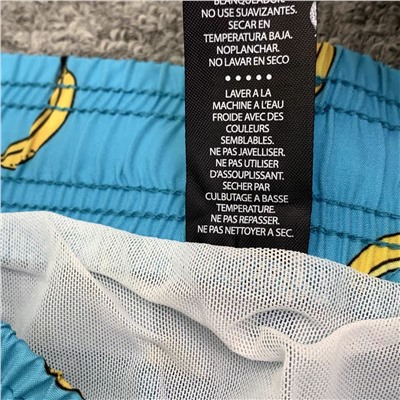 BLANQUEADOR.
NO USE SUAVIZANTES.
SECAR EN
TEMPERATURA BAJA.
NOPLANCHAR.
NO LAVAR EN SECO
LAVER A LA
MACHINE A L'EAU
FROIDE AVEC DES
COULEURS
SEMBLABLES.
NE PAS JAVELLISER.
NE PAS UTILISER
D'ASSOUPLISSANT.
SECHER PAR
CULBUTAGE A BASSE
TEMPERATURE.
NE PAS REPASSER.
NE PAS NETTOYER A SEC.